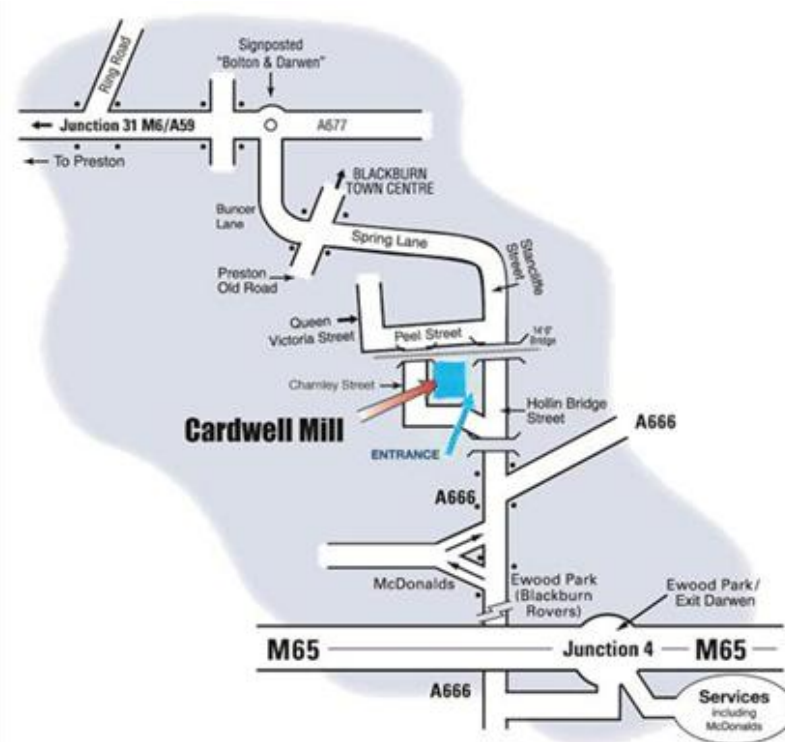 Ring Road
Signposted
"Bolton & Darwen"
Junction 31 M6/A59
A677
To Preston
BLACKBURN
TOWN CENTRE
Buncer
Lane
Spring Lane
Stancliffe
Street
Preston
Old Road
Queen
Victoria Street
Peel Street
14'6"
Bridge
Charnley Street
Hollin Bridge
Street
Cardwell Mill
A666
ENTRANCE
A666
McDonalds
Ewood Park
(Blackburn
Rovers)
Ewood Park/
Exit Darwen
M65
Junction 4
M65
A666
Services
including
McDonalds